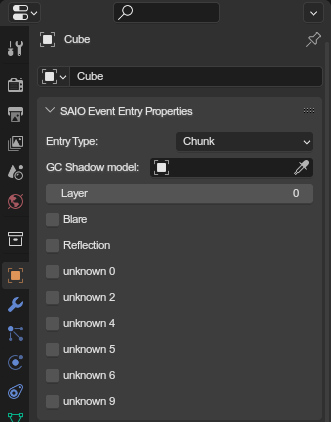 Cube
Cube
SAIO Event Entry Properties
Entry Type: Chunk
GC Shadow model:
Layer 0
Blare
Reflection
unknown 0
unknown 2
unknown 4
unknown 5
unknown 6
unknown 9